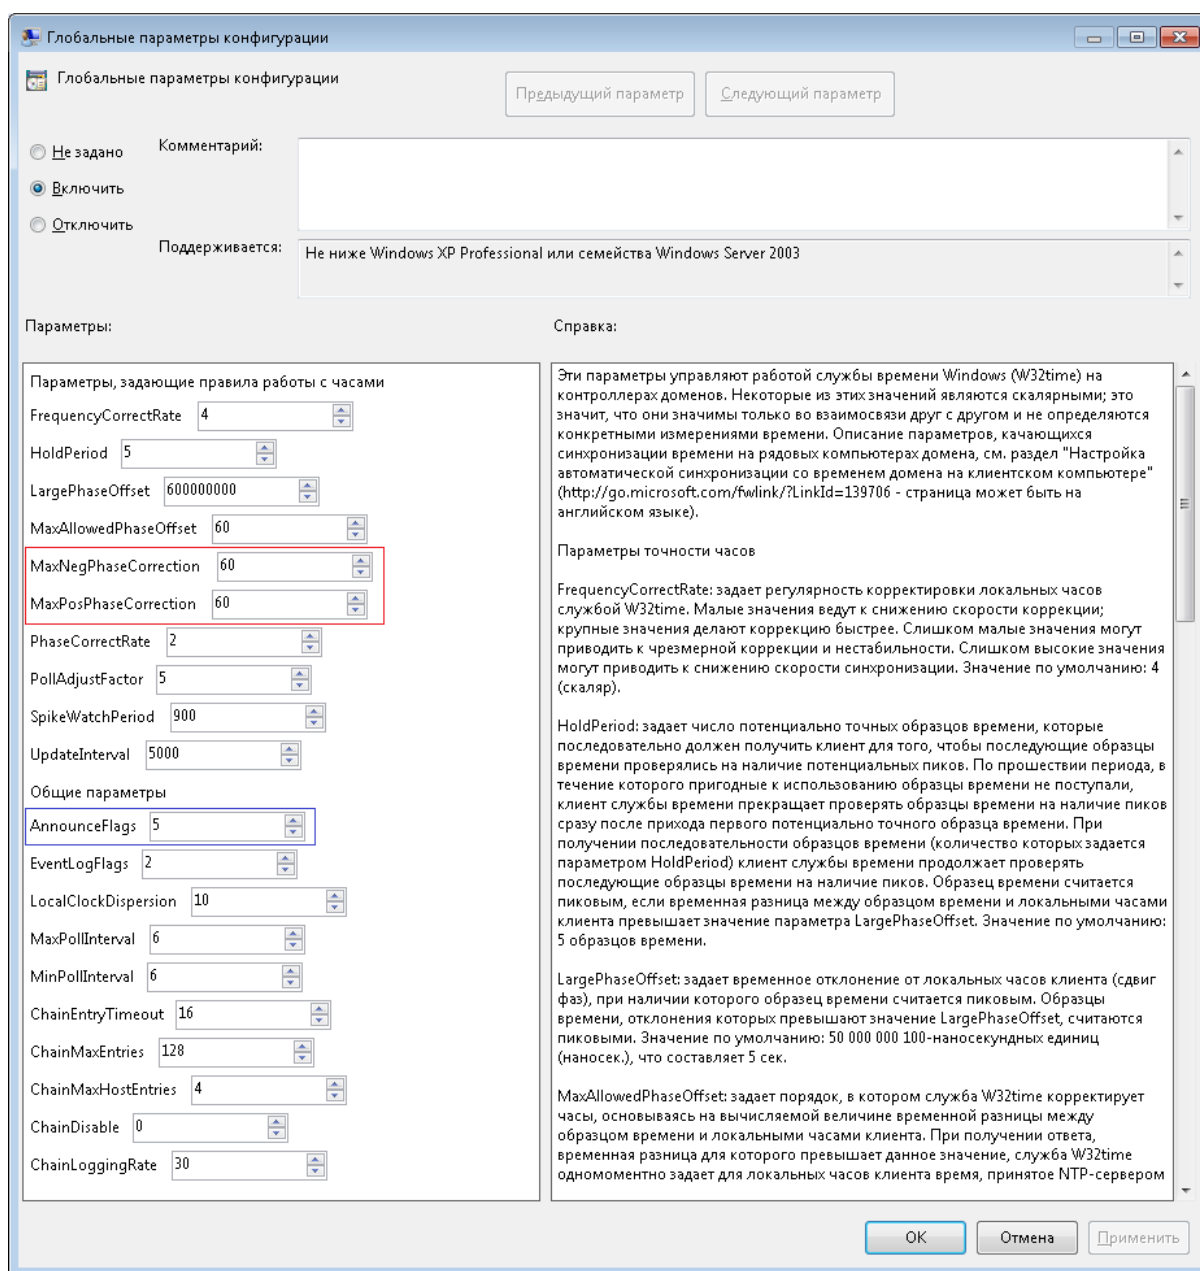 Глобальные параметры конфигурации
Глобальные параметры конфигурации
Предыдущий параметр
Следующий параметр
Не задано
Комментарий:
Включить
Отключить
Поддерживается:
Не ниже Windows XP Professional или семейства Windows Server 2003
Параметры:
Справка:
Параметры, задающие правила работы с часами
FrequencyCorrectRate 4
HoldPeriod 5
LargePhaseOffset 600000000
MaxAllowedPhaseOffset 60
MaxNegPhaseCorrection 60
MaxPosPhaseCorrection 60
PhaseCorrectRate 2
PollAdjustFactor 5
SpikeWatchPeriod 900
UpdateInterval 5000
Общие параметры
AnnounceFlags 5
EventLogFlags 2
LocalClockDispersion 10
MaxPollInterval 6
MinPollInterval 6
ChainEntryTimeout 16
ChainMaxEntries 128
ChainMaxHostEntries 4
ChainDisable 0
ChainLoggingRate 30
Эти параметры управляют работой службы времени Windows (W32time) на
контроллерах доменов. Некоторые из этих значений являются скалярными; это
значит, что они значимы только во взаимосвязи друг с другом и не определяются
конкретными измерениями времени. Описание параметров, качающихся
синхронизации времени на рядовых компьютерах домена, см. раздел "Настройка
автоматической синхронизации со временем домена на клиентском компьютере"
(http://go.microsoft.com/fwlink/?LinkId=139706 - страница может быть на
английском языке).
Параметры точности часов
FrequencyCorrectRate: задает регулярность корректировки локальных часов
службой W32time. Малые значения ведут к снижению скорости коррекции;
крупные значения делают коррекцию быстрее. Слишком малые значения могут
приводить к чрезмерной коррекции и нестабильности. Слишком высокие значения
могут приводить к снижению скорости синхронизации. Значение по умолчанию: 4
(скаляр).
HoldPeriod: задает число потенциально точных образцов времени, которые
последовательно должен получить клиент для того, чтобы последующие образцы
времени проверялись на наличие потенциальных пиков. По прошествии периода, в
течение которого пригодные к использованию образцы времени не поступали,
клиент службы времени прекращает проверять образцы времени на наличие пиков
сразу после прихода первого потенциально точного образца времени. При
получении последовательности образцов времени (количество которых задается
параметром HoldPeriod) клиент службы времени продолжает проверять
последующие образцы времени на наличие пиков. Образец времени считается
пиковым, если временная разница между образцом времени и локальными часами
клиента превышает значение параметра LargePhaseOffset. Значение по умолчанию:
5 образцов времени.
LargePhaseOffset: задает временное отклонение от локальных часов клиента (сдвиг
фаз), при наличии которого образец времени считается пиковым. Образцы
времени, отклонения которых превышают значение LargePhaseOffset, считаются
пиковыми. Значение по умолчанию: 50 000 000 100-наносекундных единиц
(наносек.), что составляет 5 сек.
MaxAllowedPhaseOffset: задает порядок, в котором служба W32time корректирует
часы, основываясь на вычисляемой величине временной разницы между
образцом времени и локальными часами клиента. При получении ответа,
временная разница для которого превышает данное значение, служба W32time
одномоментно задает для локальных часов клиента время, принятое NTP-сервером
OK
Отмена
Применить